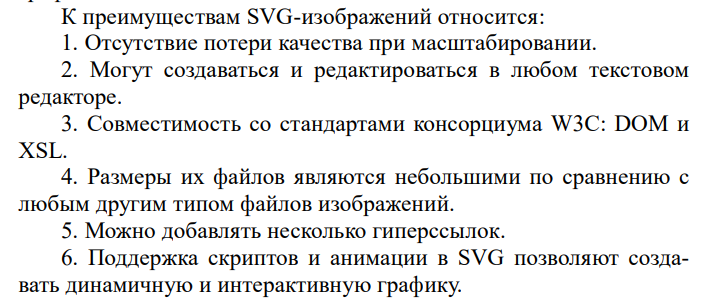 К преимуществам SVG-изображений относится:
1. Отсутствие потери качества при масштабировании.
2. Могут создаваться и редактироваться в любом текстовом
редакторе.
3. Совместимость со стандартами консорциума W3C: DOM и
XSL.
4. Размеры их файлов являются небольшими по сравнению с
любым другим типом файлов изображений.
5. Можно добавлять несколько гиперссылок.
6. Поддержка скриптов и анимации в SVG позволяют созда-
вать динамичную и интерактивную графику.